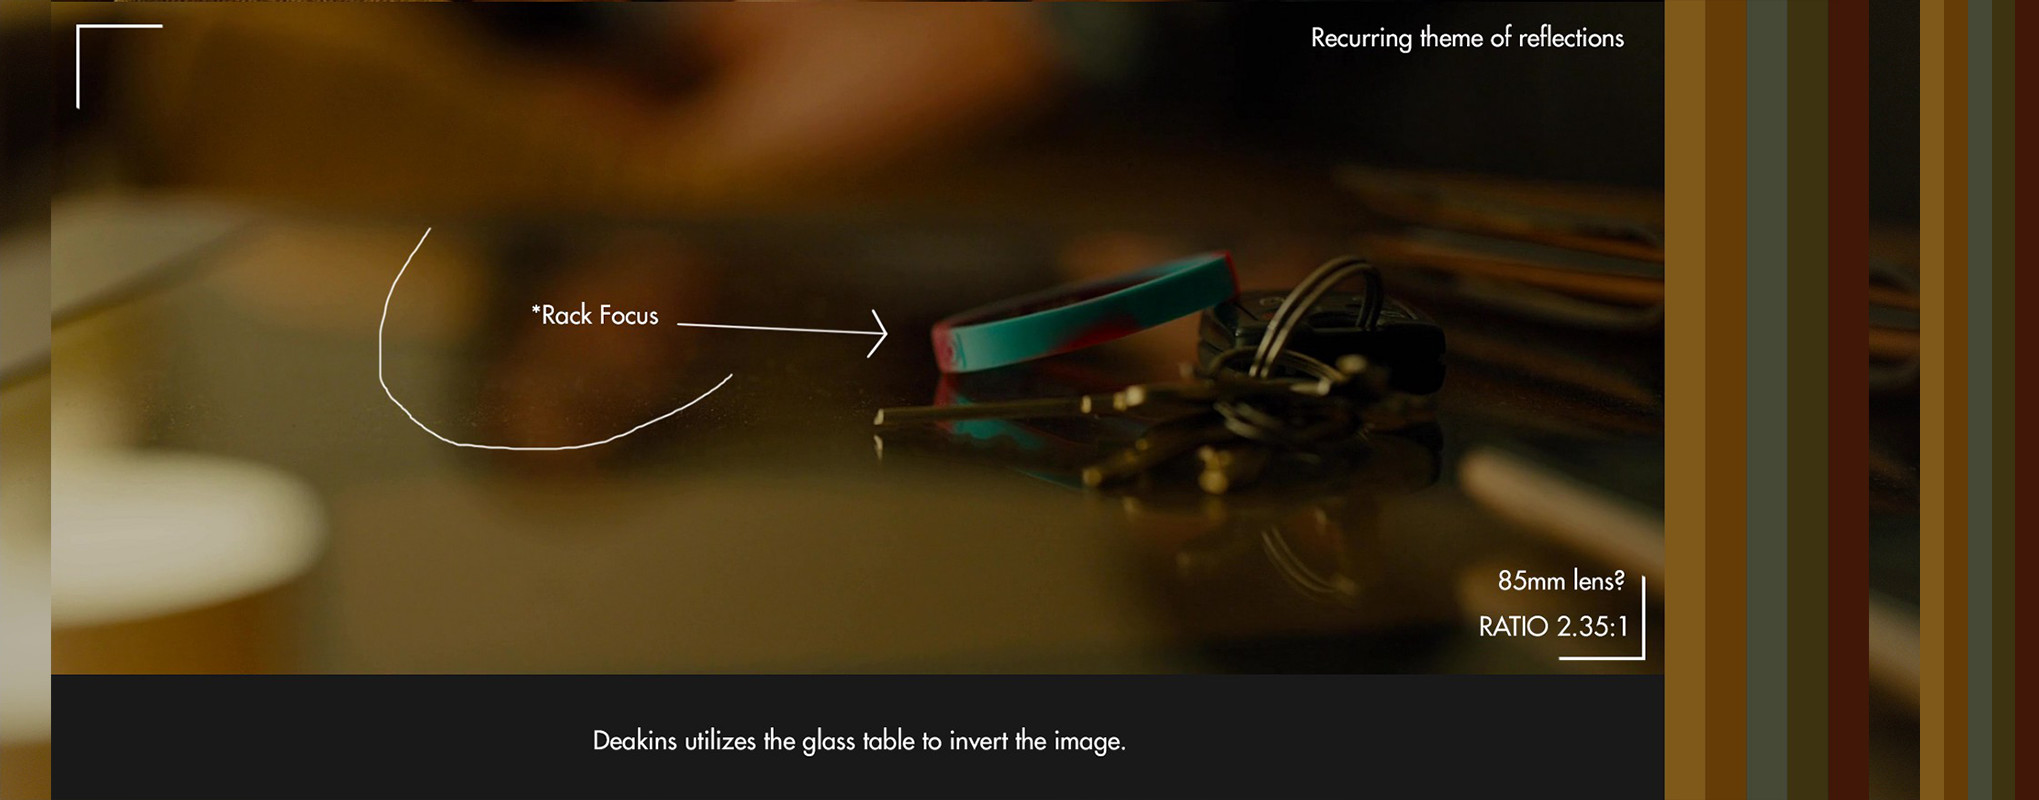 Recurring theme of reflections
*Rack Focus
85mm lens?
RATIO 2.35:1
Deakins utilizes the glass table to invert the image.